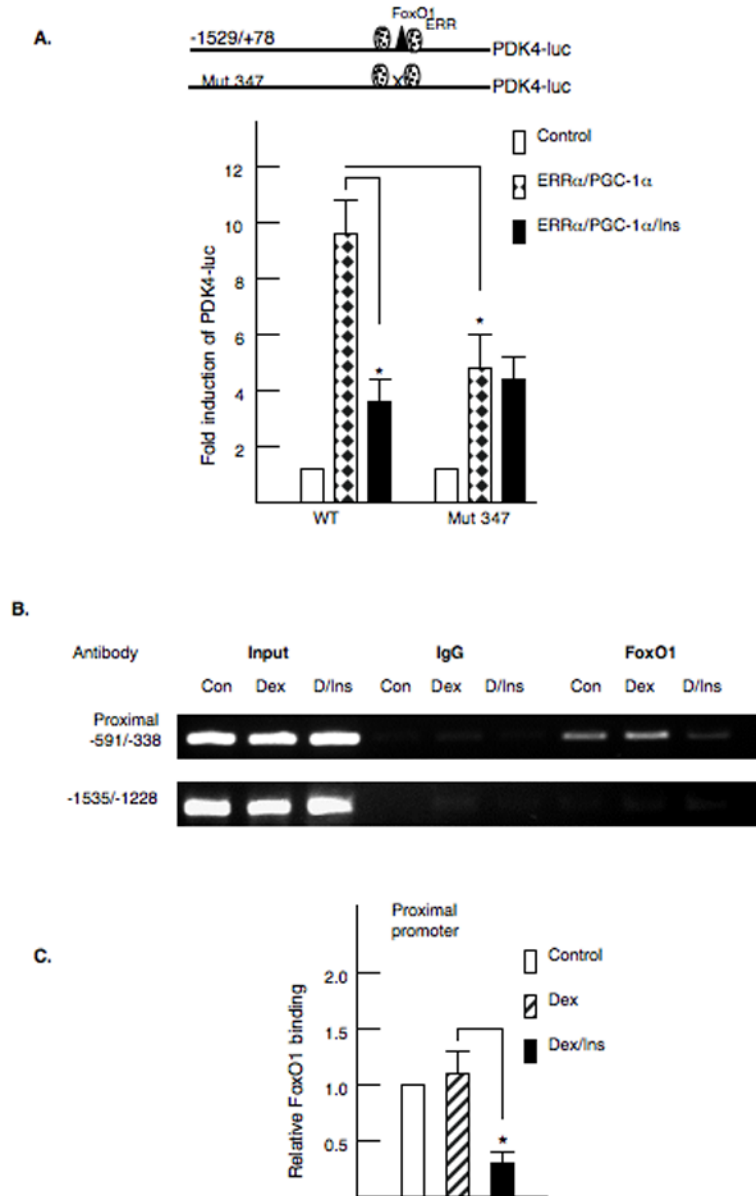 A.
FoxO1
ERR
-1529/+78
PDK4-luc
Mut 347
X
PDK4-luc
Control
ERRα/PGC-1α
ERRα/PGC-1α/Ins
Fold induction of PDK4-luc
12
10
8
6
4
2
*
*
WT
Mut 347
B.
Antibody Input IgG FoxO1
Con Dex D/Ins Con Dex D/Ins Con Dex D/Ins
Proximal
-591/-338
-1535/-1228
C.
Proximal
promoter
Control
Dex
Dex/Ins
Relative FoxO1 binding
2.0
1.5
1.0
0.5
*